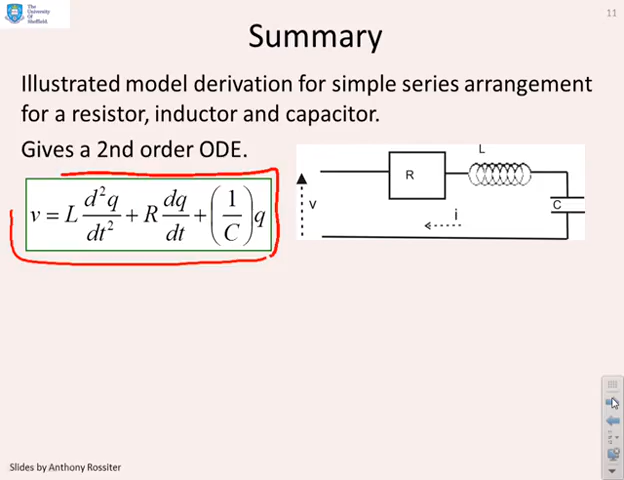 The
University
Of
Sheffield.
11
Summary
Illustrated model derivation for simple series arrangement
for a resistor, inductor and capacitor.
Gives a 2nd order ODE.
v = L d²q/dt² + R dq/dt + (1/C) q
L
R
C
v
i
Slides by Anthony Rossiter